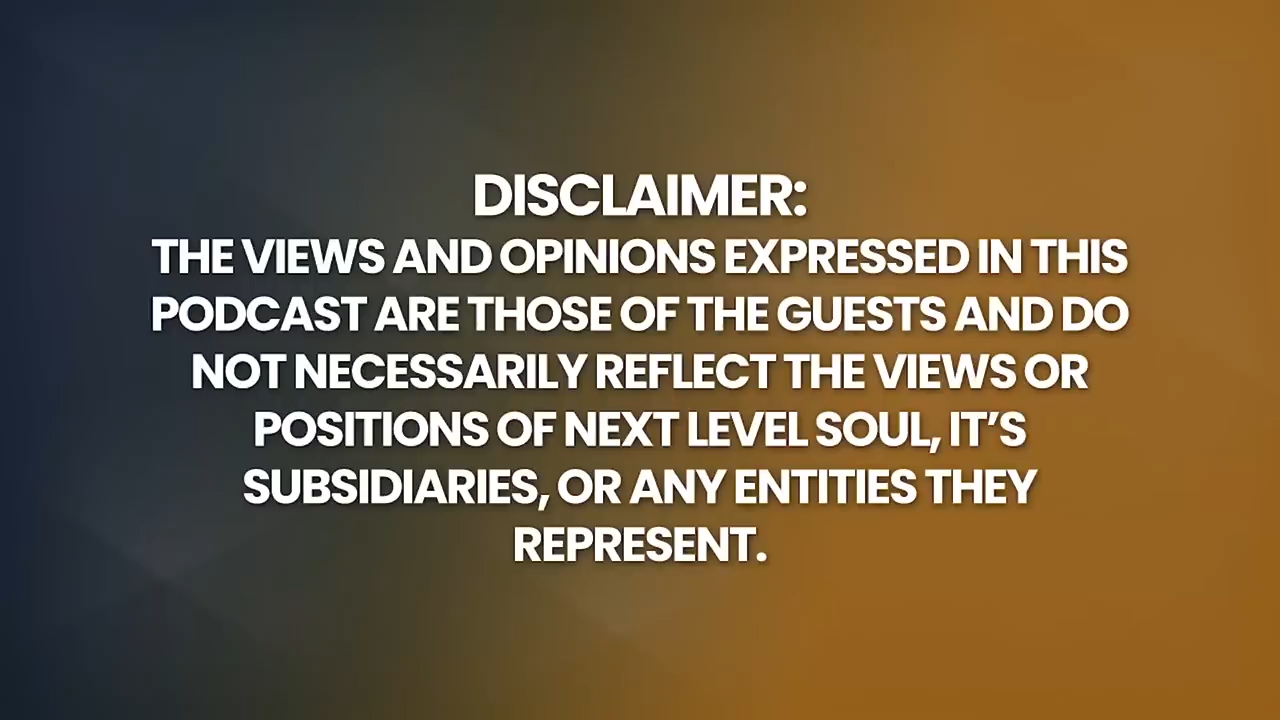 DISCLAIMER:
THE VIEWS AND OPINIONS EXPRESSED IN THIS
PODCAST ARE THOSE OF THE GUESTS AND DO
NOT NECESSARILY REFLECT THE VIEWS OR
POSITIONS OF NEXT LEVEL SOUL, IT’S
SUBSIDIARIES, OR ANY ENTITIES THEY
REPRESENT.